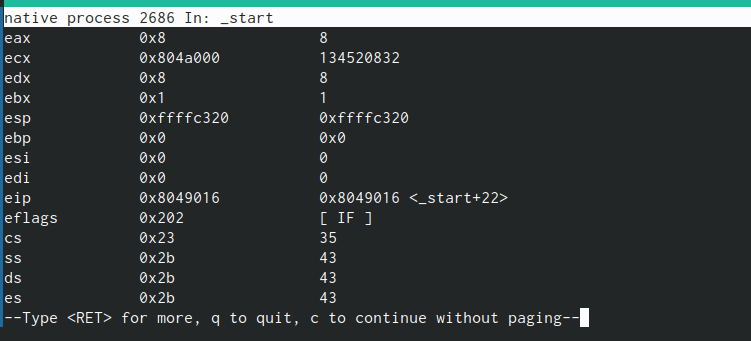 native process 2686 In: _start
eax 0x8 8
ecx 0x804a000 134520832
edx 0x8 8
ebx 0x1 1
esp 0xffffc320 0xffffc320
ebp 0x0 0x0
esi 0x0 0
edi 0x0 0
eip 0x8049016 0x8049016 <_start+22>
eflags 0x202 [ IF ]
cs 0x23 35
ss 0x2b 43
ds 0x2b 43
es 0x2b 43
--Type <RET> for more, q to quit, c to continue without paging--